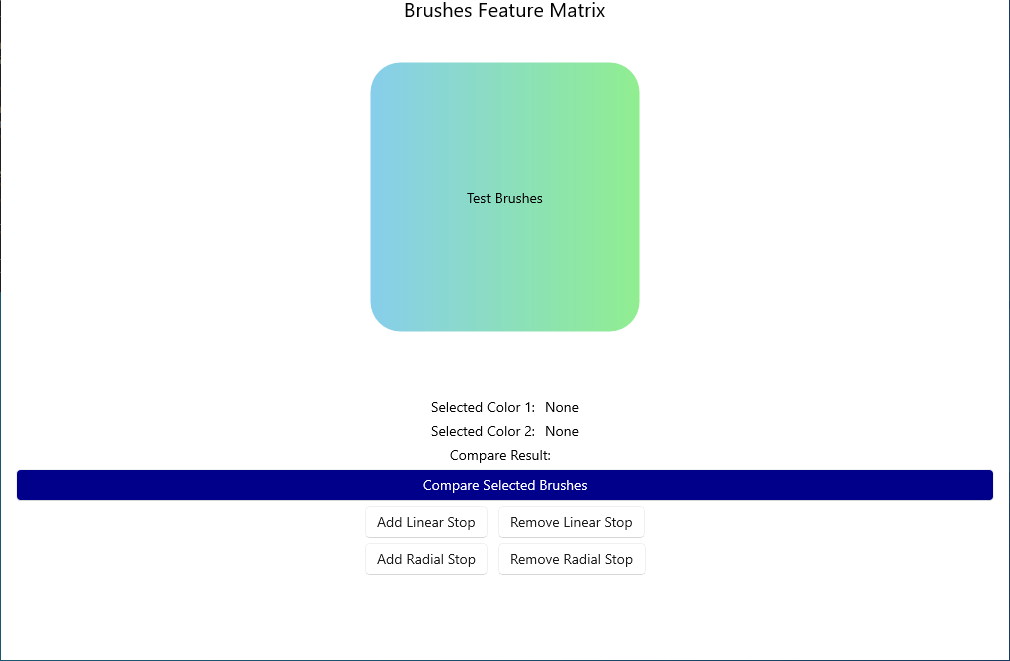 Brushes Feature Matrix
Test Brushes
Selected Color 1: None
Selected Color 2: None
Compare Result:
Compare Selected Brushes
Add Linear Stop Remove Linear Stop
Add Radial Stop Remove Radial Stop